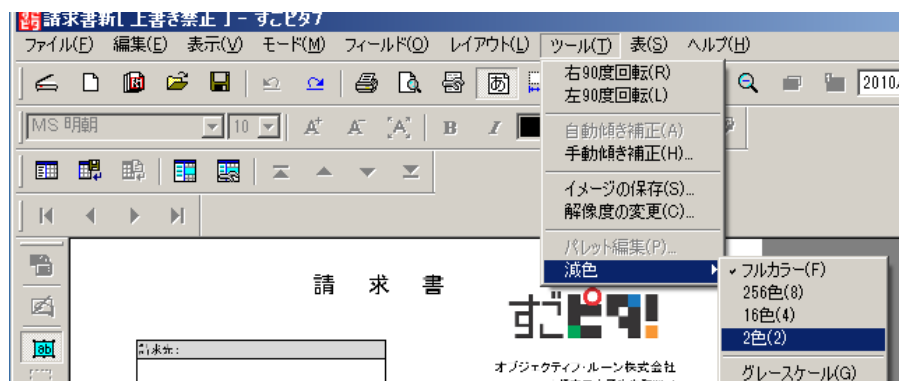 請求書新[ 上書き禁止 ] - すごピタ7
ファイル(F) 編集(E) 表示(V) モード(M) フィールド(O) レイアウト(L) ツール(T) 表(S) ヘルプ(H)
右90度回転(R)
左90度回転(L)
あ
2010
MS 明朝 10 A A [A] B I
自動傾き補正(A)
手動傾き補正(H)...
イメージの保存(S)...
解像度の変更(C)...
パレット編集(P)...
減色
フルカラー(F)
256色(8)
16色(4)
2色(2)
グレースケール(G)
請 求 書
すごピタ!
ab
請求先:
オブジェクティブ・ルーン株式会社